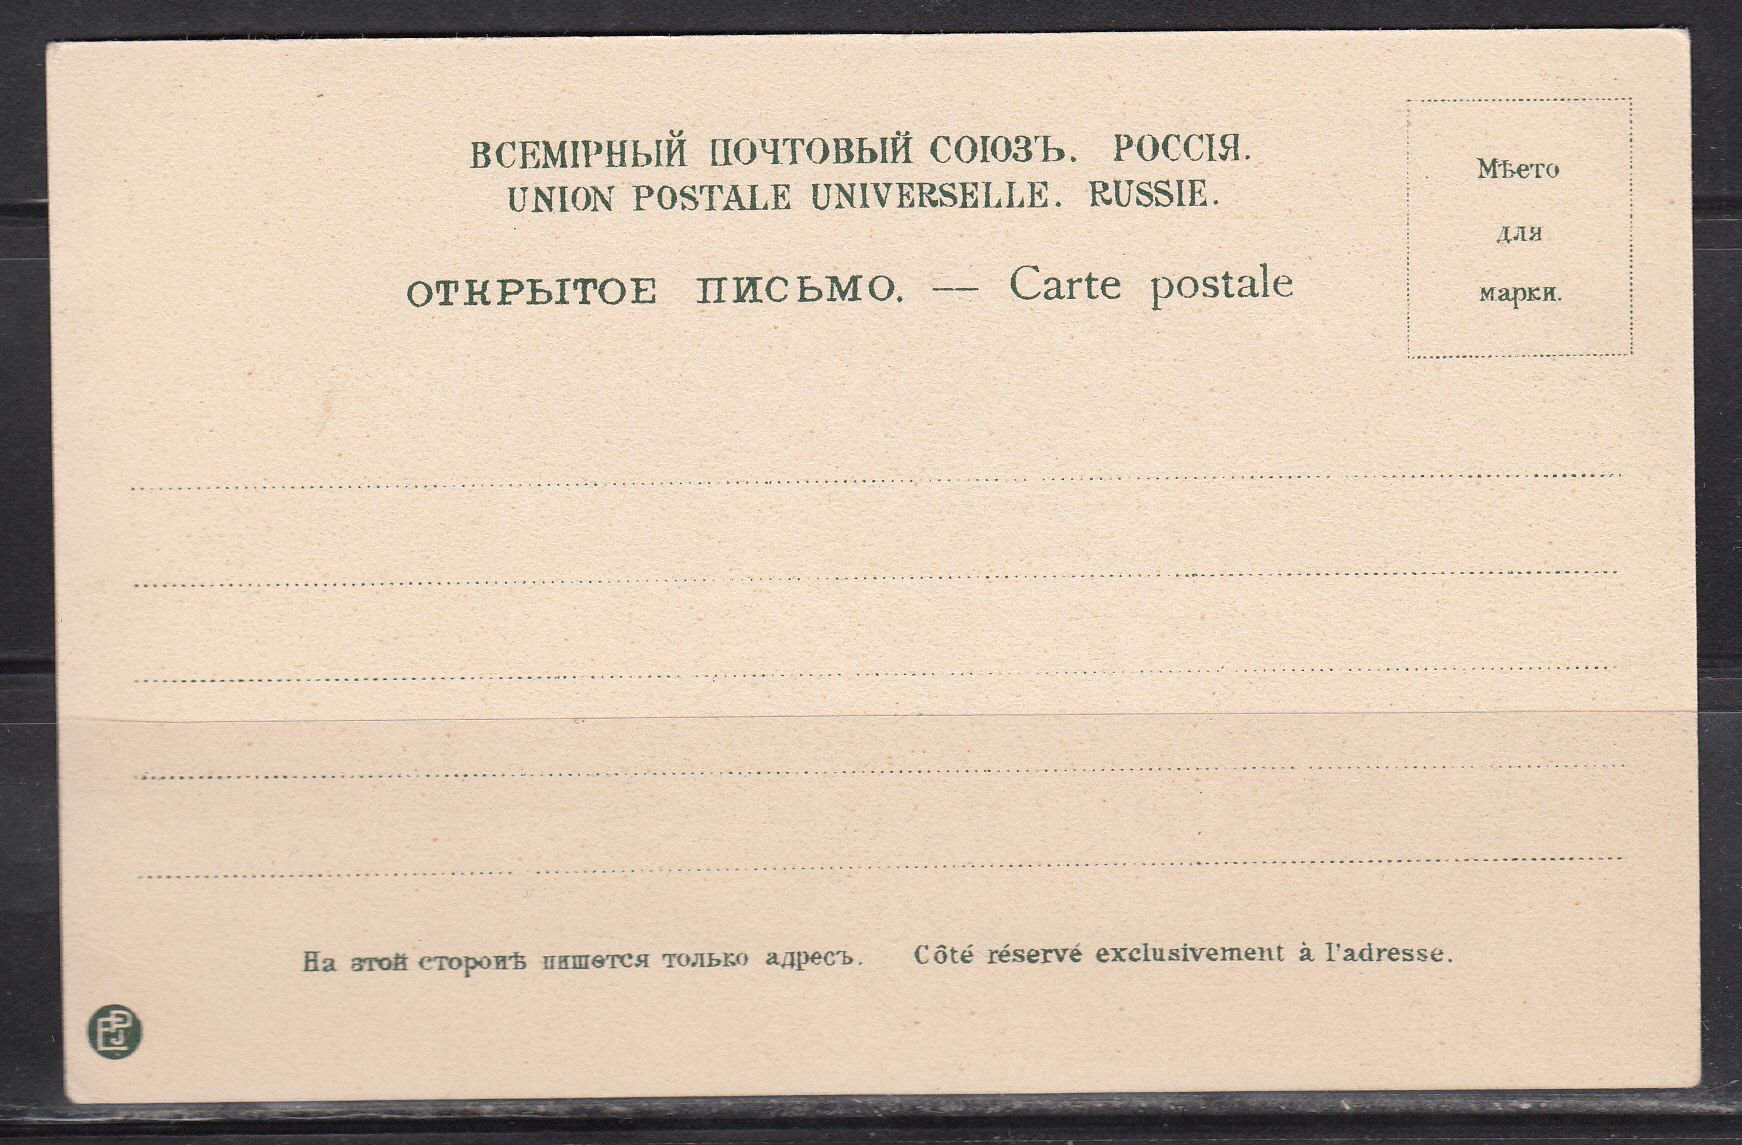 ВСЕМІРНЫЙ ПОЧТОВЫЙ СОЮЗЪ. РОССІЯ.
UNION POSTALE UNIVERSELLE. RUSSIE.
ОТКРЫТОЕ ПИСЬМО. — Carte postale
Мѣсто
для
марки.
На этой сторонѣ пишется только адресъ. Côté réservé exclusivement à l'adresse.
EPJ